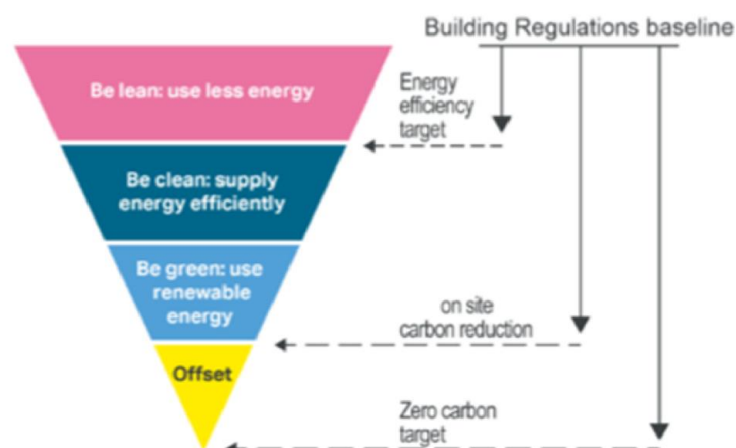 Building Regulations baseline
Be lean: use less energy
Energy
efficiency
target
Be clean: supply
energy efficiently
Be green: use
renewable
energy
on site
carbon reduction
Offset
Zero carbon
target